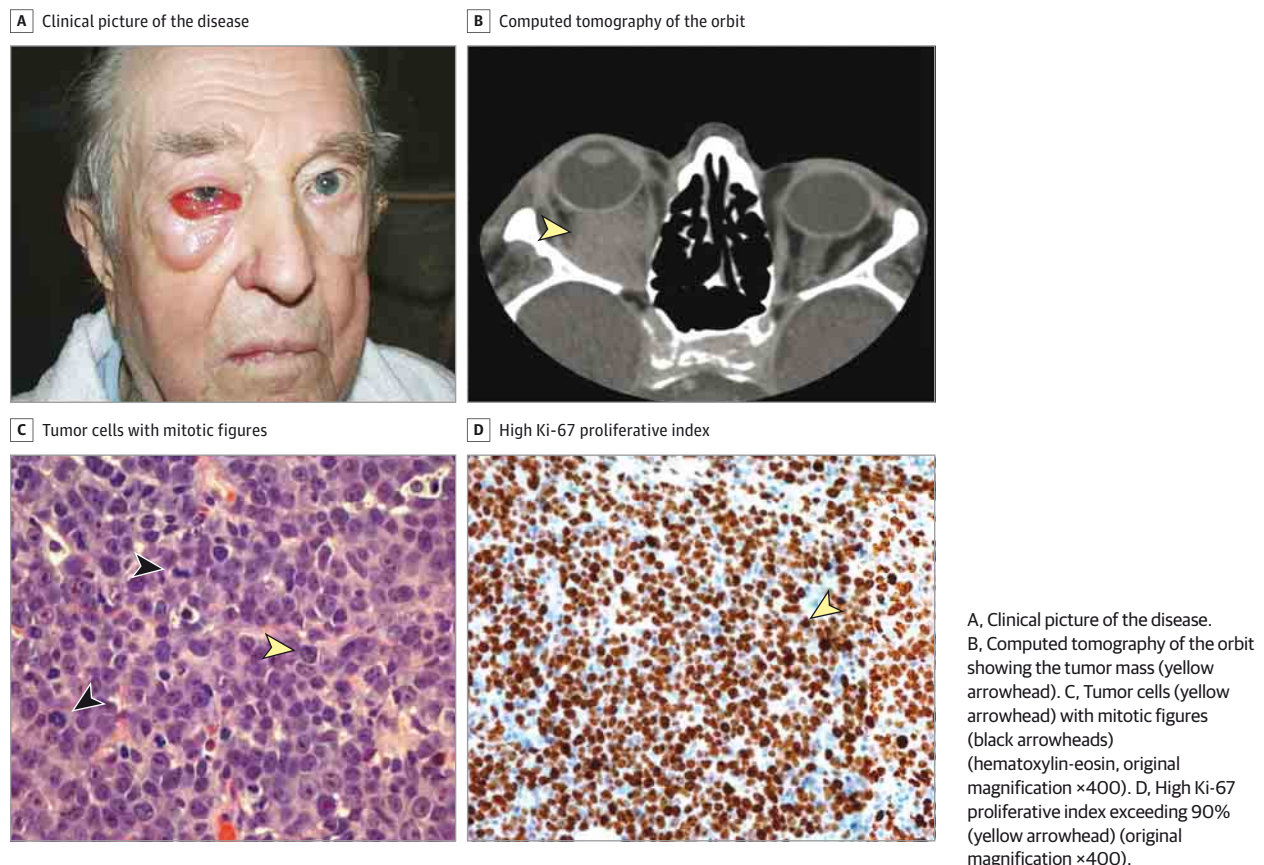 A Clinical picture of the disease
B Computed tomography of the orbit
C Tumor cells with mitotic figures
D High Ki-67 proliferative index
A, Clinical picture of the disease.
B, Computed tomography of the orbit
showing the tumor mass (yellow
arrowhead). C, Tumor cells (yellow
arrowhead) with mitotic figures
(black arrowheads)
(hematoxylin-eosin, original
magnification ×400). D, High Ki-67
proliferative index exceeding 90%
(yellow arrowhead) (original
magnification ×400).